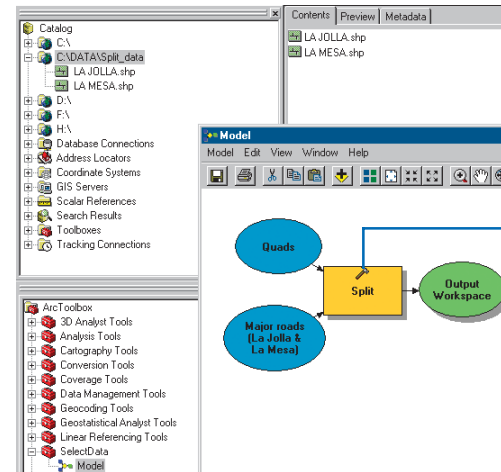 Catalog
C:\
C:\DATA\Split_data
LA JOLLA.shp
LA MESA.shp
D:\
F:\
H:\
Database Connections
Address Locators
Coordinate Systems
GIS Servers
Scalar References
Search Results
Toolboxes
Tracking Connections
Contents Preview Metadata
LA JOLLA.shp
LA MESA.shp
Model
Model Edit View Window Help
Quads
Split
Output
Workspace
Major roads
(La Jolla &
La Mesa)
ArcToolbox
3D Analyst Tools
Analysis Tools
Cartography Tools
Conversion Tools
Coverage Tools
Data Management Tools
Geocoding Tools
Geostatistical Analyst Tools
Linear Referencing Tools
SelectData
Model